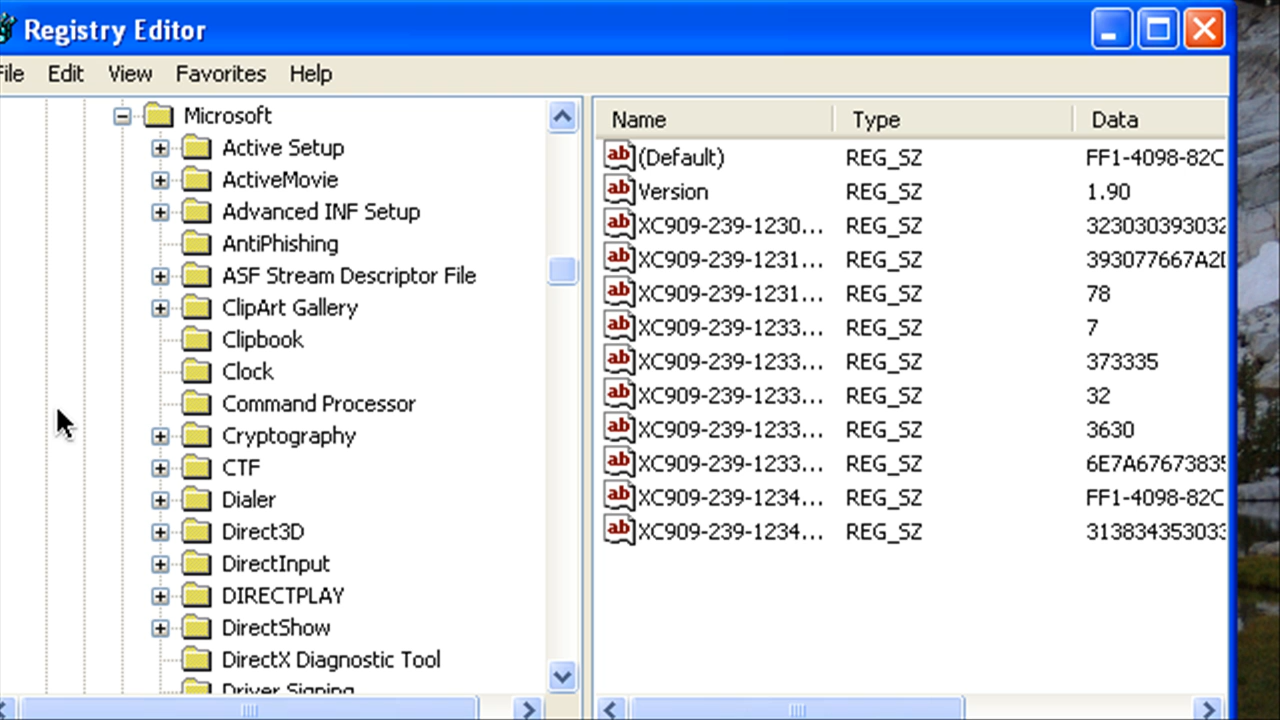 Registry Editor
File Edit View Favorites Help
Microsoft
Active Setup
ActiveMovie
Advanced INF Setup
AntiPhishing
ASF Stream Descriptor File
ClipArt Gallery
Clipbook
Clock
Command Processor
Cryptography
CTF
Dialer
Direct3D
DirectInput
DIRECTPLAY
DirectShow
DirectX Diagnostic Tool
Driver Signing
Name Type Data
(Default) REG_SZ FF1-4098-82C
Version REG_SZ 1.90
XC909-239-1230... REG_SZ 323030393032
XC909-239-1231... REG_SZ 393077667A2D
XC909-239-1231... REG_SZ 78
XC909-239-1233... REG_SZ 7
XC909-239-1233... REG_SZ 373335
XC909-239-1233... REG_SZ 32
XC909-239-1233... REG_SZ 3630
XC909-239-1233... REG_SZ 6E7A67673835
XC909-239-1234... REG_SZ FF1-4098-82C
XC909-239-1234... REG_SZ 313834353033